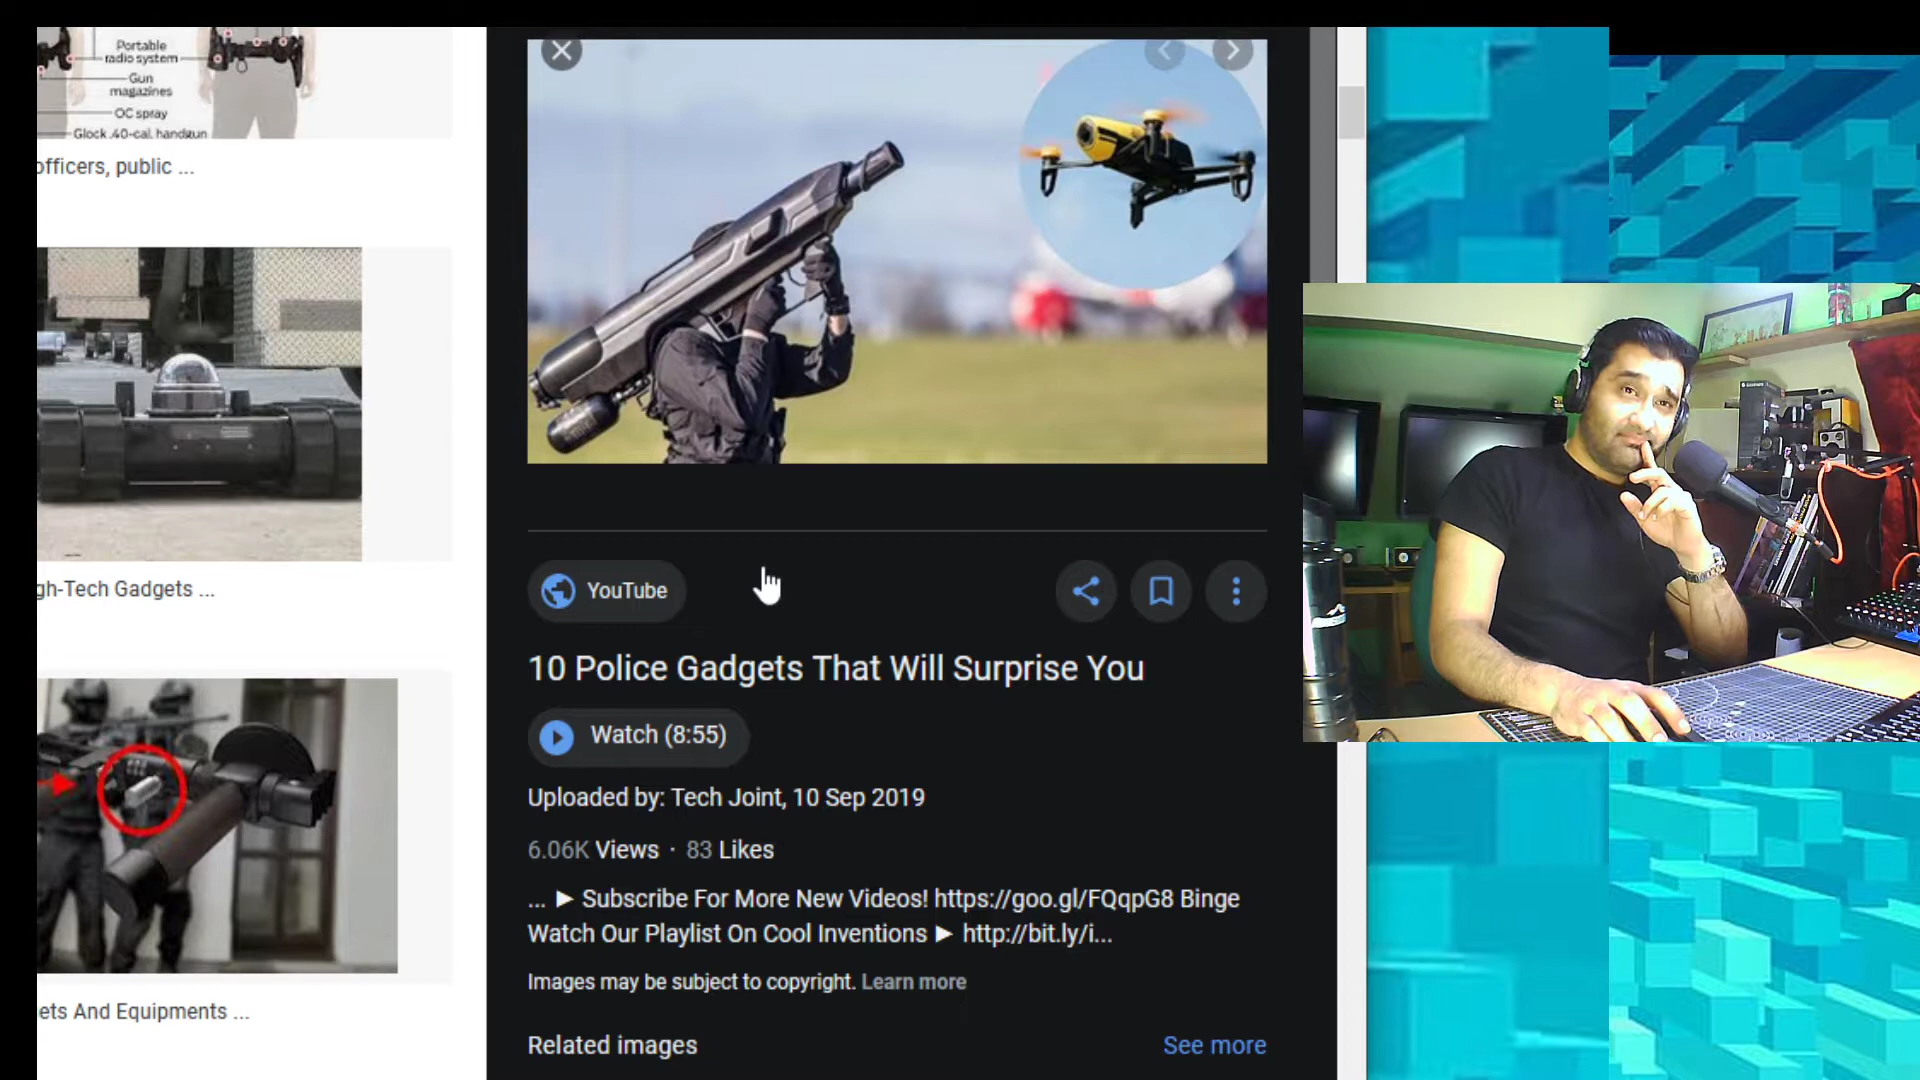 Portable
radio system
Gun
magazines
OC spray
Glock .40-cal. handgun
officers, public ...
gh-Tech Gadgets ...
ets And Equipments ...
YouTube
10 Police Gadgets That Will Surprise You
Watch (8:55)
Uploaded by: Tech Joint, 10 Sep 2019
6.06K Views · 83 Likes
... ► Subscribe For More New Videos! https://goo.gl/FQqpG8 Binge
Watch Our Playlist On Cool Inventions ► http://bit.ly/i...
Images may be subject to copyright. Learn more
Related images
See more